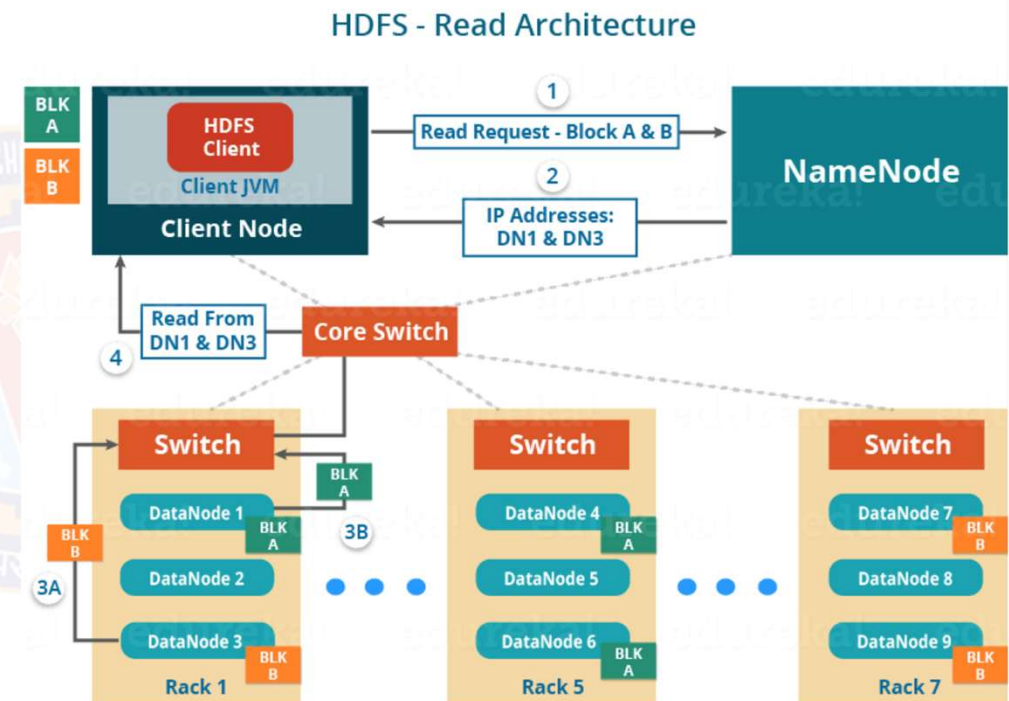 HDFS - Read Architecture
BLK
A
BLK
B
HDFS
Client
Client JVM
Client Node
1
Read Request - Block A & B
2
IP Addresses:
DN1 & DN3
NameNode
Read From
DN1 & DN3
4
Core Switch
Switch
BLK
A
3B
DataNode 1
BLK
A
BLK
B
3A
DataNode 2
DataNode 3
BLK
B
Rack 1
Switch
DataNode 4
BLK
A
DataNode 5
DataNode 6
BLK
A
Rack 5
Switch
DataNode 7
BLK
B
DataNode 8
DataNode 9
BLK
B
Rack 7
edureka!